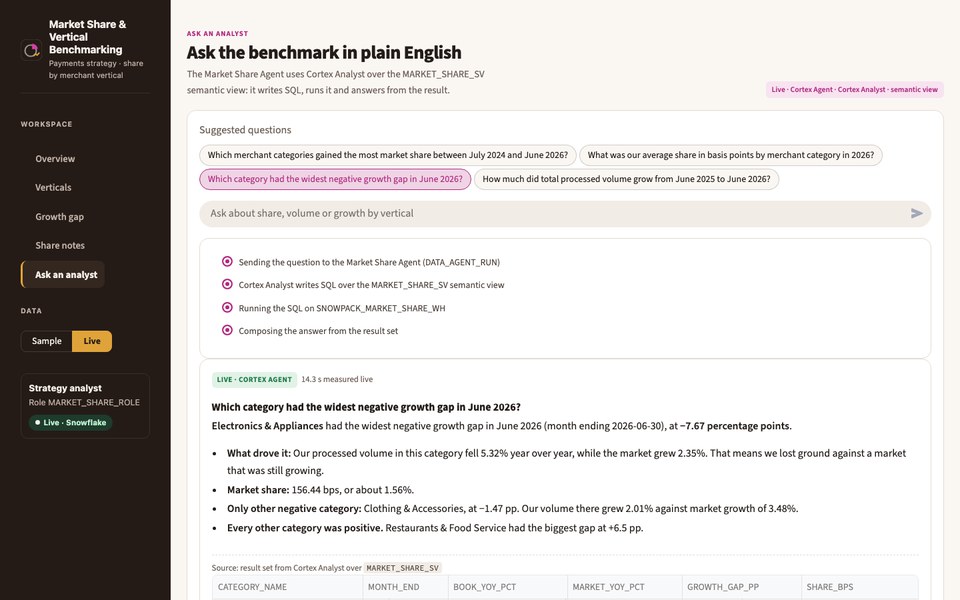 Market Share &
Vertical
Benchmarking
Payments strategy · share
by merchant vertical
WORKSPACE
Overview
Verticals
Growth gap
Share notes
Ask an analyst
DATA
Sample
Live
Strategy analyst
Role MARKET_SHARE_ROLE
Live · Snowflake
ASK AN ANALYST
Ask the benchmark in plain English
The Market Share Agent uses Cortex Analyst over the MARKET_SHARE_SV
semantic view: it writes SQL, runs it and answers from the result.
Live · Cortex Agent · Cortex Analyst · semantic view
Suggested questions
Which merchant categories gained the most market share between July 2024 and June 2026?
What was our average share in basis points by merchant category in 2026?
Which category had the widest negative growth gap in June 2026?
How much did total processed volume grow from June 2025 to June 2026?
Ask about share, volume or growth by vertical
Sending the question to the Market Share Agent (DATA_AGENT_RUN)
Cortex Analyst writes SQL over the MARKET_SHARE_SV semantic view
Running the SQL on SNOWPACK_MARKET_SHARE_WH
Composing the answer from the result set
LIVE · CORTEX AGENT 14.3 s measured live
Which category had the widest negative growth gap in June 2026?
Electronics & Appliances had the widest negative growth gap in June 2026 (month ending 2026-06-30), at −7.67 percentage points.
• What drove it: Our processed volume in this category fell 5.32% year over year, while the market grew 2.35%. That means we lost ground against a market
that was still growing.
• Market share: 156.44 bps, or about 1.56%.
• Only other negative category: Clothing & Accessories, at −1.47 pp. Our volume there grew 2.01% against market growth of 3.48%.
• Every other category was positive. Restaurants & Food Service had the biggest gap at +6.5 pp.
Source: result set from Cortex Analyst over MARKET_SHARE_SV
CATEGORY_NAME MONTH_END BOOK_YOY_PCT MARKET_YOY_PCT GROWTH_GAP_PP SHARE_BPS